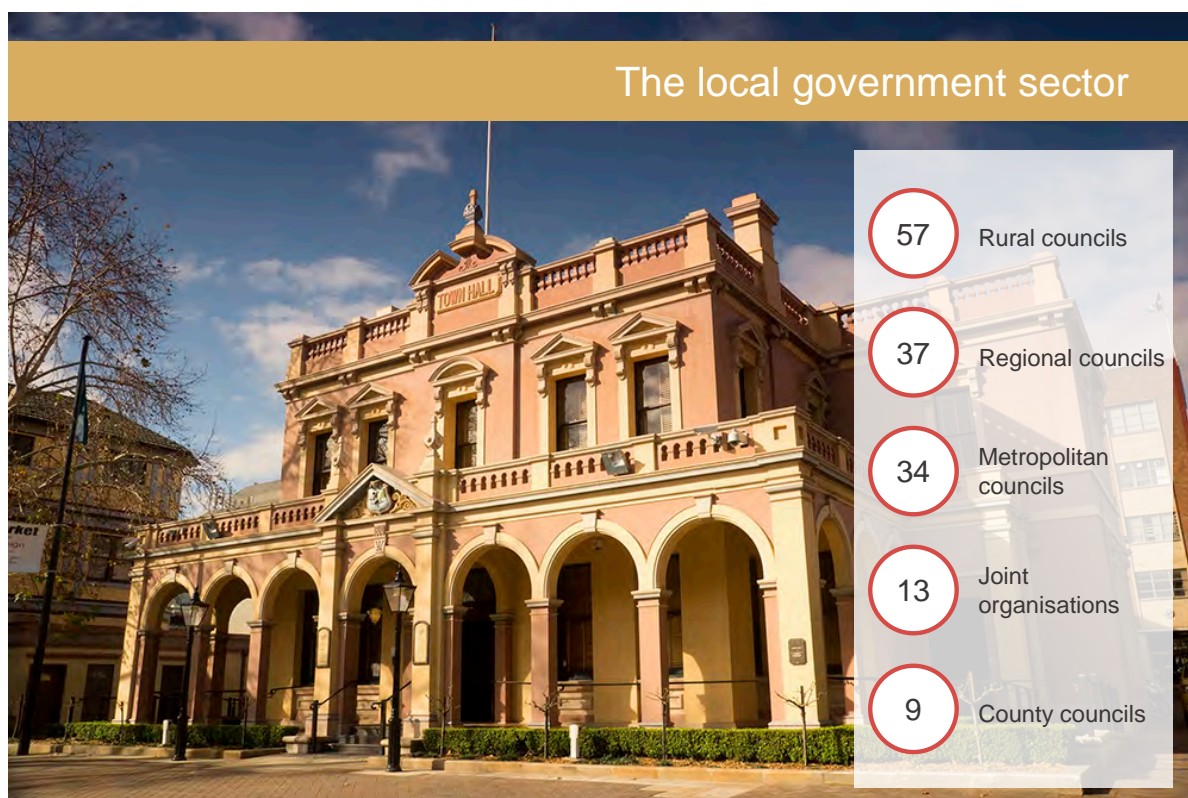 The local government sector
TOWN HALL
57
Rural councils
37
Regional councils
34
Metropolitan
councils
13
Joint
organisations
9
County councils